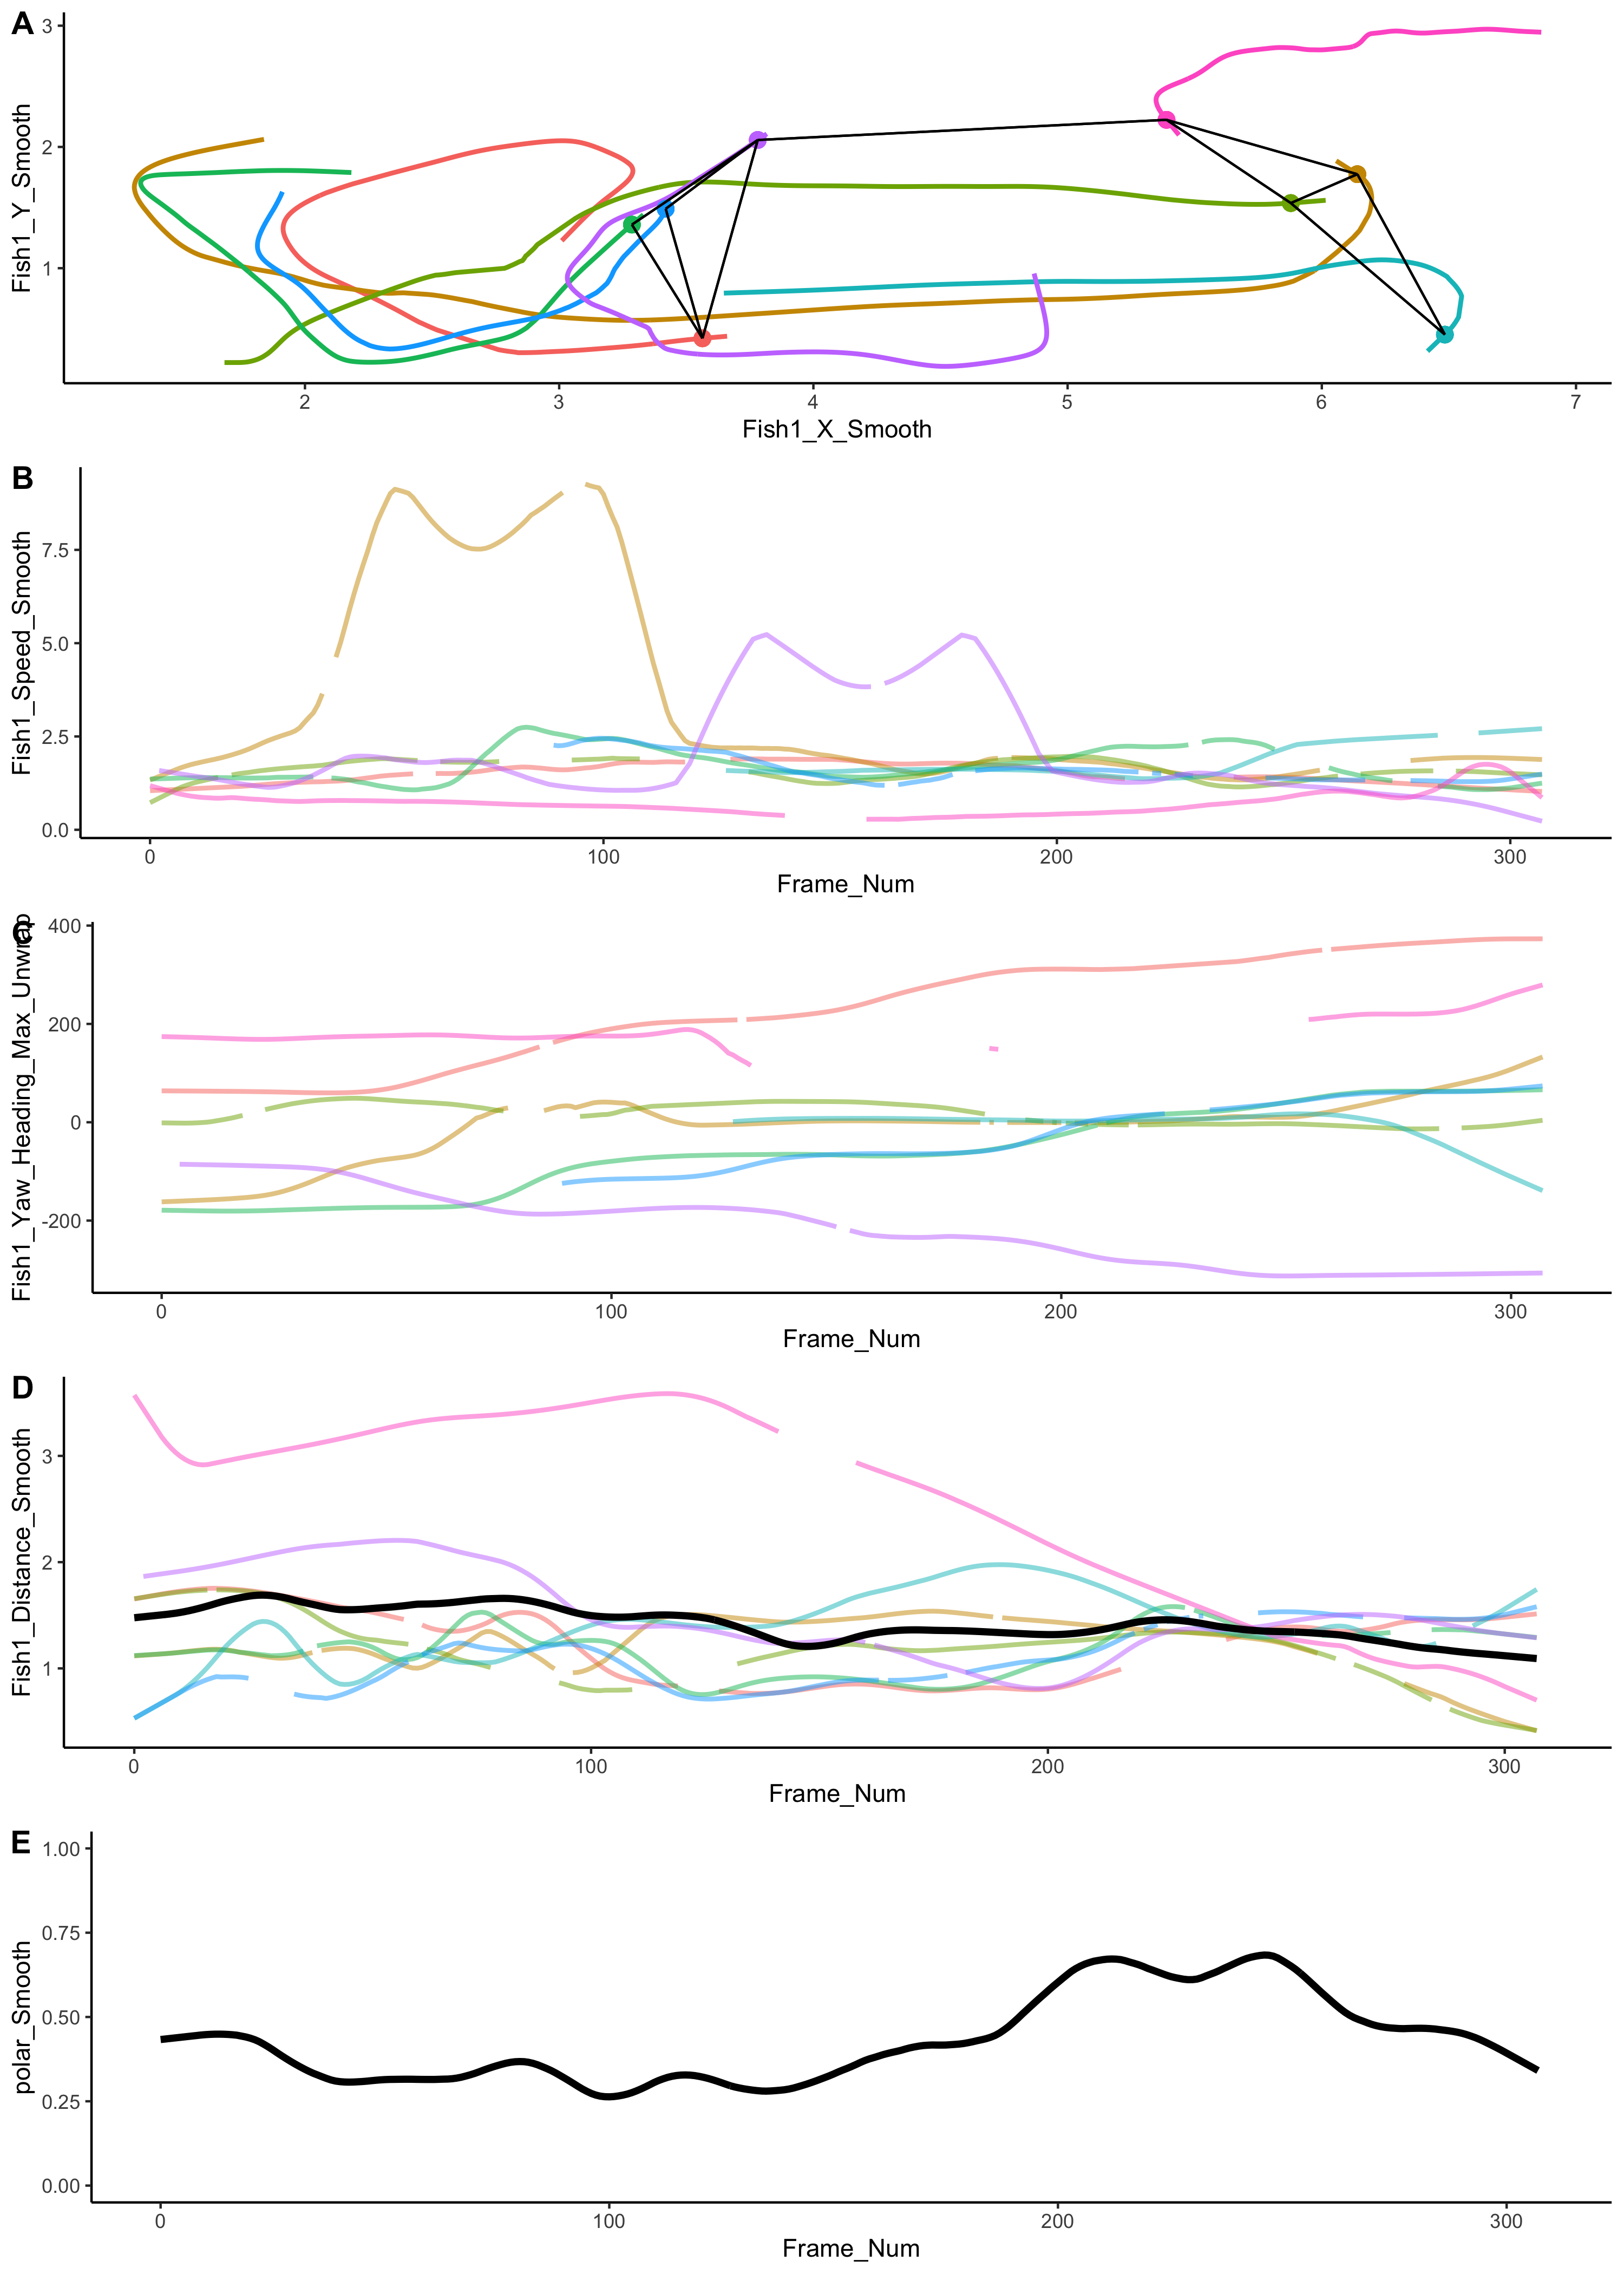 A
Fish1_Y_Smooth
3
2
1
2 3 4 5 6 7
Fish1_X_Smooth
B
Fish1_Speed_Smooth
7.5
5.0
2.5
0.0
0 100 200 300
Frame_Num
C
Fish1_Yaw_Heading_Max_Unwrap
400
200
0
-200
0 100 200 300
Frame_Num
D
Fish1_Distance_Smooth
3
2
1
0 100 200 300
Frame_Num
E
polar_Smooth
1.00
0.75
0.50
0.25
0.00
0 100 200 300
Frame_Num